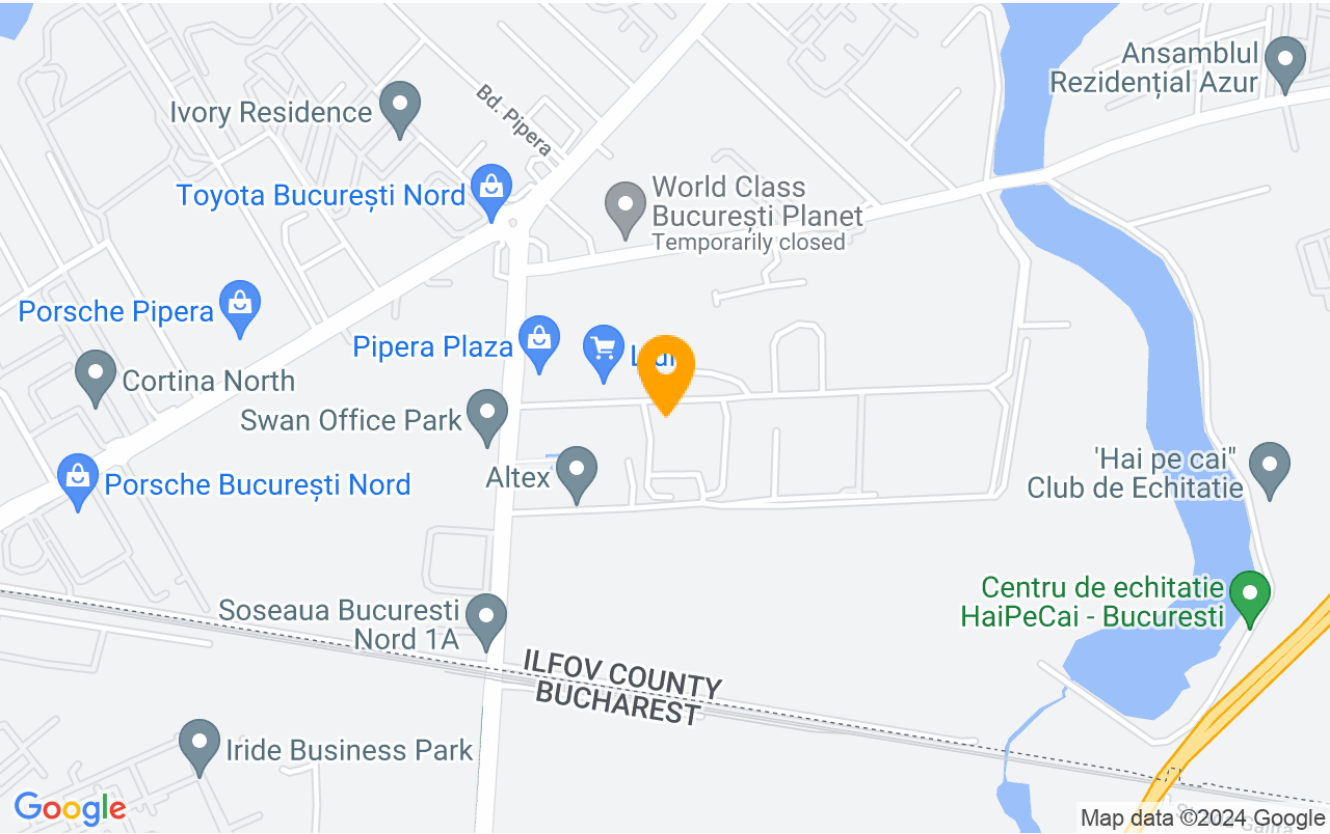 Ansamblul
Rezidențial Azur
Ivory Residence
Bd. Pipera
Toyota București Nord
World Class
București Planet
Temporarily closed
Porsche Pipera
Pipera Plaza
Cortina North
Swan Office Park
Altex
'Hai pe cai"
Club de Echitatie
Porsche București Nord
Centru de echitatie
HaiPeCai - Bucuresti
Soseaua Bucuresti
Nord 1A
ILFOV COUNTY
BUCHAREST
Iride Business Park
Google
Map data ©2024 Google